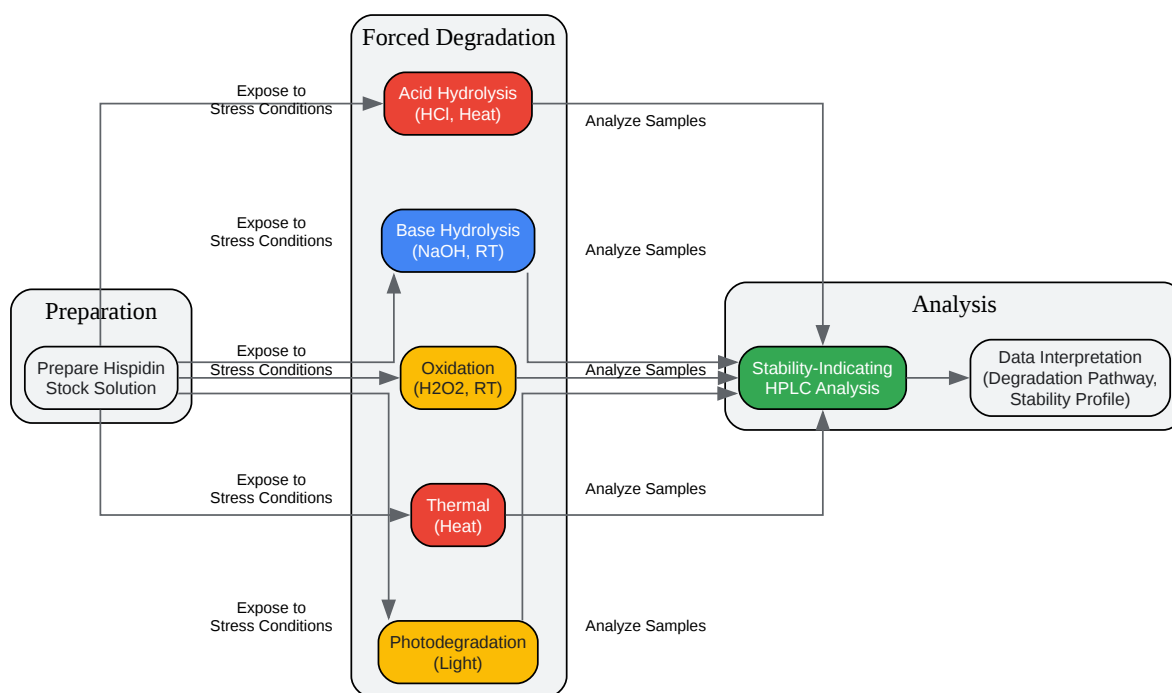 Forced Degradation
Expose to
Stress Conditions
Acid Hydrolysis
(HCl, Heat)
Analyze Samples
Expose to
Stress Conditions
Base Hydrolysis
(NaOH, RT)
Analyze Samples
Preparation
Analysis
Prepare Hispidin
Stock Solution
Expose to
Stress Conditions
Oxidation
(H2O2, RT)
Analyze Samples
Stability-Indicating
HPLC Analysis
Data Interpretation
(Degradation Pathway,
Stability Profile)
Expose to
Stress Conditions
Thermal
(Heat)
Analyze Samples
Expose to
Stress Conditions
Photodegradation
(Light)
Analyze Samples